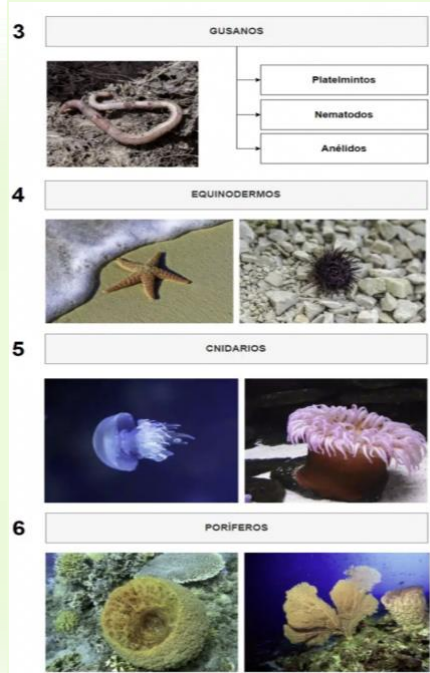 3 GUSANOS
Platelmintos
Nematodos
Anélidos
4 EQUINODERMOS
5 CNIDARIOS
6 PORÍFEROS